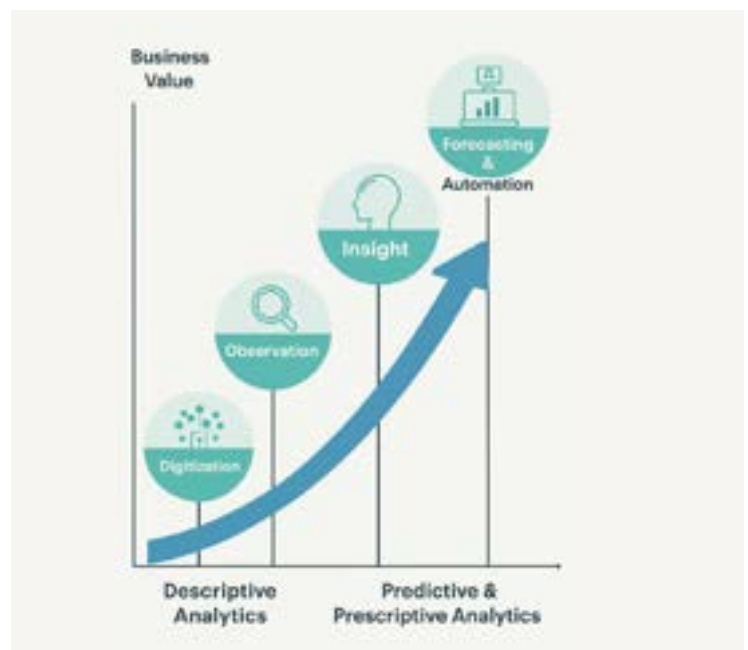 Business
Value
Forecasting
&
Automation
Insight
Observation
Digitization
Descriptive
Analytics
Predictive &
Prescriptive Analytics